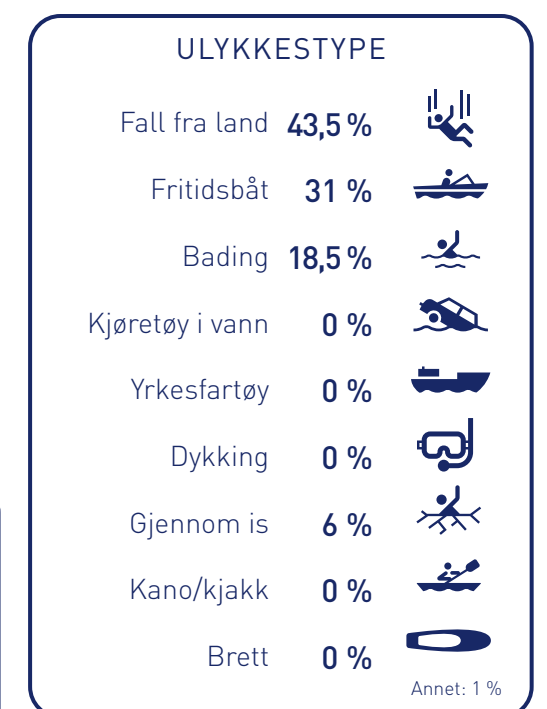 ULYKKESTYPE
Fall fra land 43,5 %
Fritidsbåt 31 %
Bading 18,5 %
Kjøretøy i vann 0 %
Yrkesfartøy 0 %
Dykking 0 %
Gjennom is 6 %
Kano/kjakk 0 %
Brett 0 %
Annet: 1 %